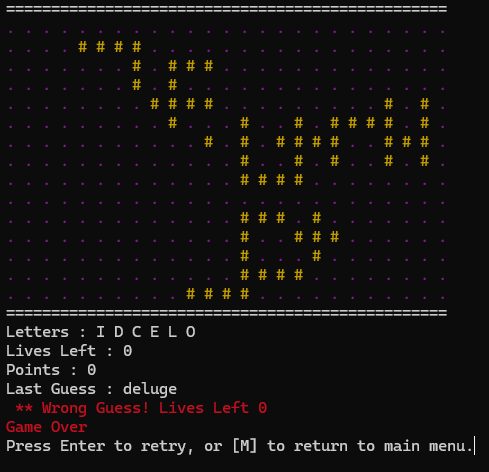 Letters : I D C E L O
Lives Left : 0
Points : 0
Last Guess : deluge
** Wrong Guess! Lives Left 0
Game Over
Press Enter to retry, or [M] to return to main menu.